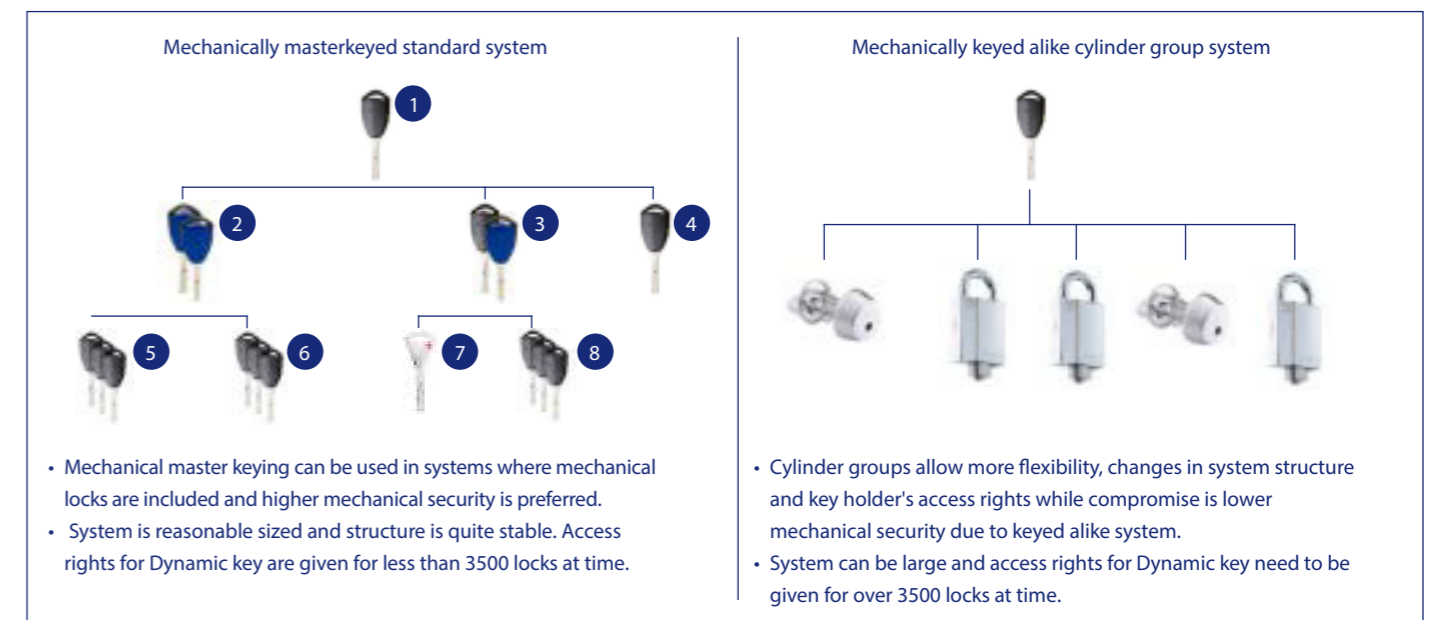 Mechanically masterkeyed standard system
1
2
3
4
5
6
7
8
• Mechanical master keying can be used in systems where mechanical
locks are included and higher mechanical security is preferred.
• System is reasonable sized and structure is quite stable. Access
rights for Dynamic key are given for less than 3500 locks at time.
Mechanically keyed alike cylinder group system
• Cylinder groups allow more flexibility, changes in system structure
and key holder's access rights while compromise is lower
mechanical security due to keyed alike system.
• System can be large and access rights for Dynamic key need to be
given for over 3500 locks at time.